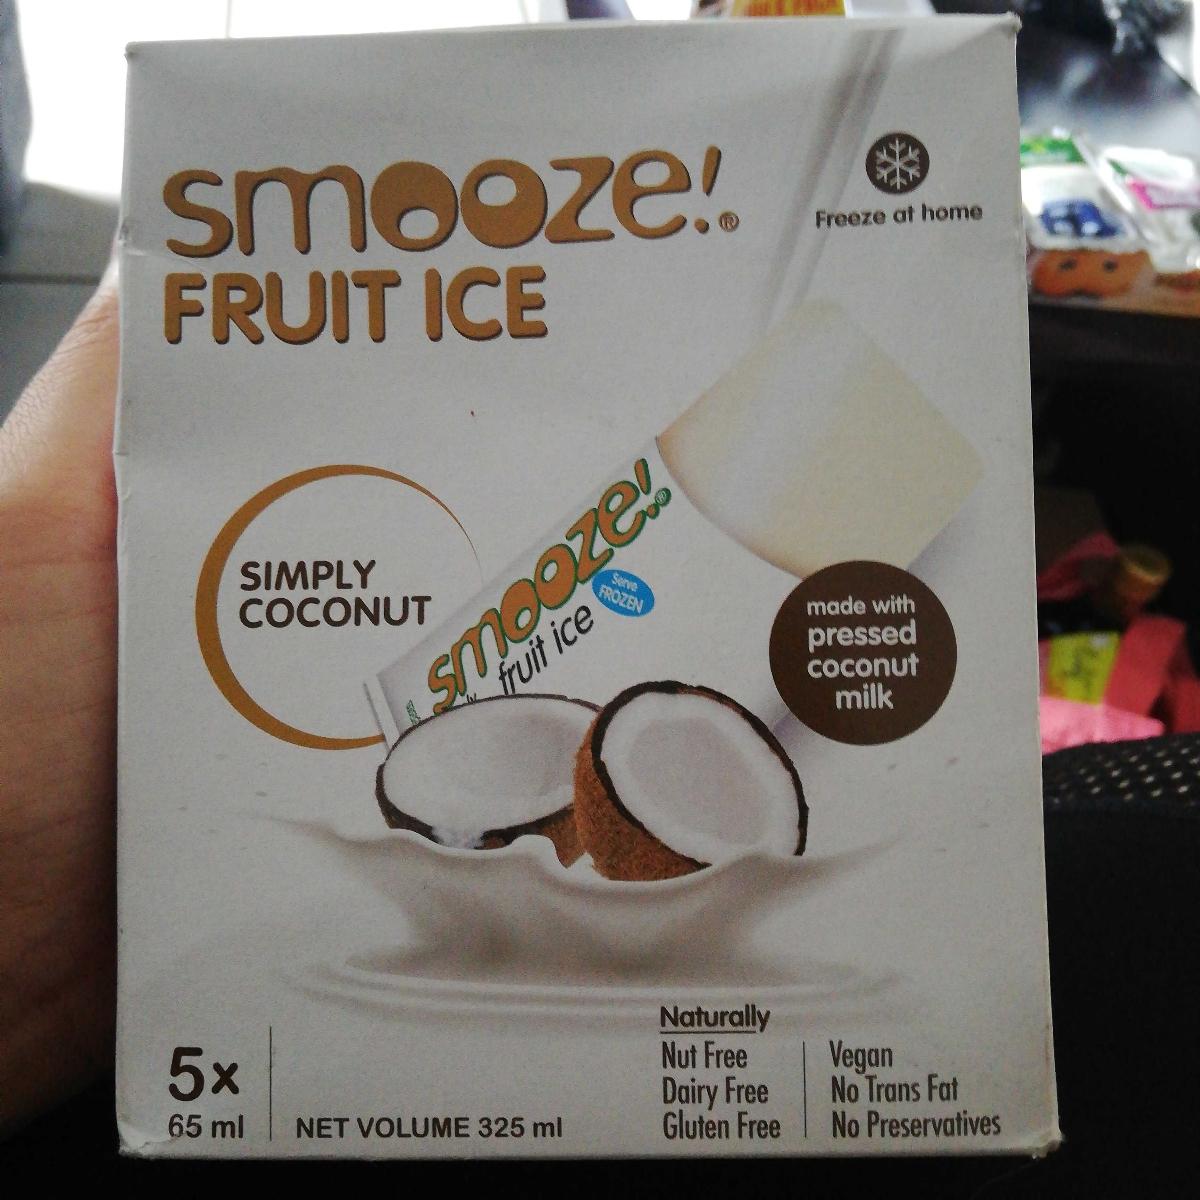 smooze!®
FRUIT ICE
Freeze at home
SIMPLY
COCONUT
smooze!®
fruit ice
Serve
FROZEN
made with
pressed
coconut
milk
5x
65 ml
NET VOLUME 325 ml
Naturally
Nut Free
Dairy Free
Gluten Free
Vegan
No Trans Fat
No Preservatives